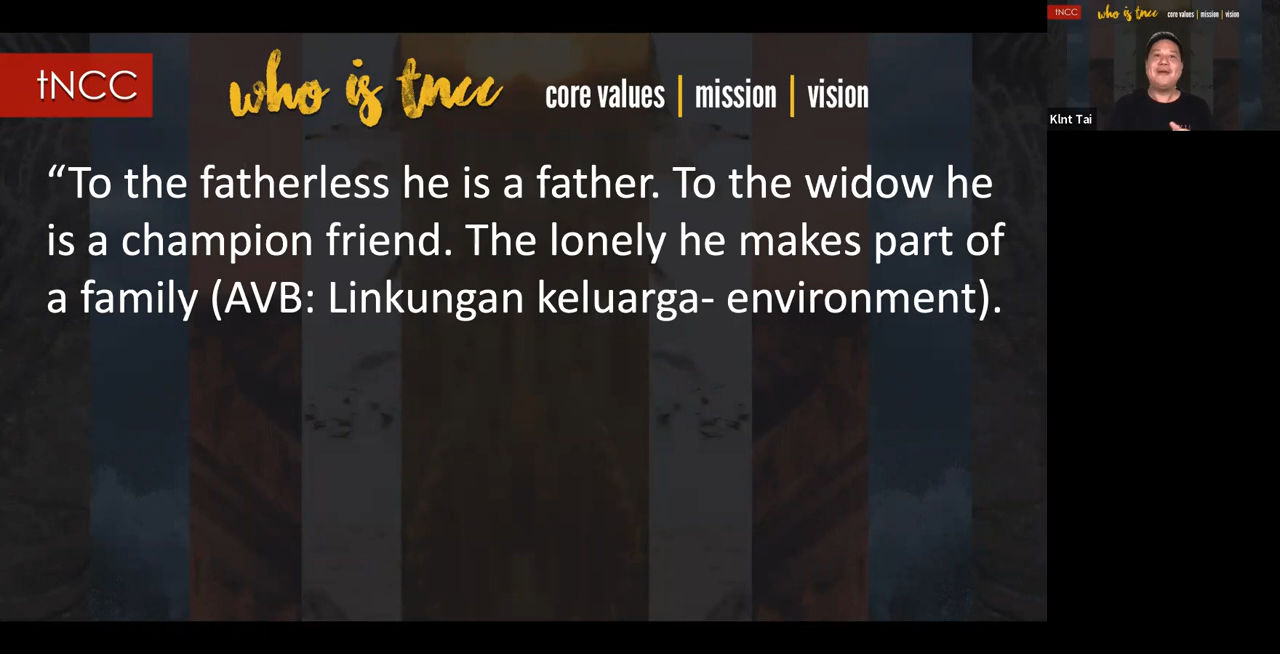 tNCC
who is tncc
core values | mission | vision
“To the fatherless he is a father. To the widow he
is a champion friend. The lonely he makes part of
a family (AVB: Linkungan keluarga- environment).
tNCC
who is tncc
core values | mission | vision
Klnt Tai